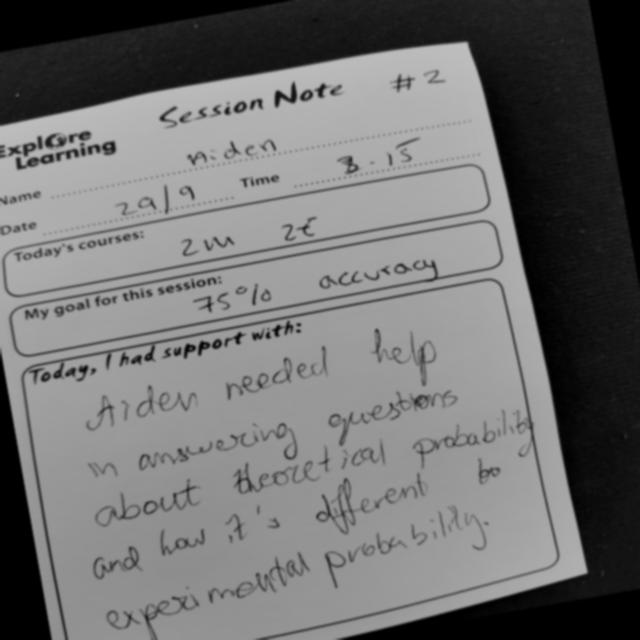 Session Note #2
Explore
Learning
Name Aiden
Date 29/9 Time 3.15
Today's courses: 2M 2E
My goal for this session: 75% accuracy
Today, I had support with:
Aiden needed help
in answering questions
about theoretical probability
and how it's different to
experimental probability.